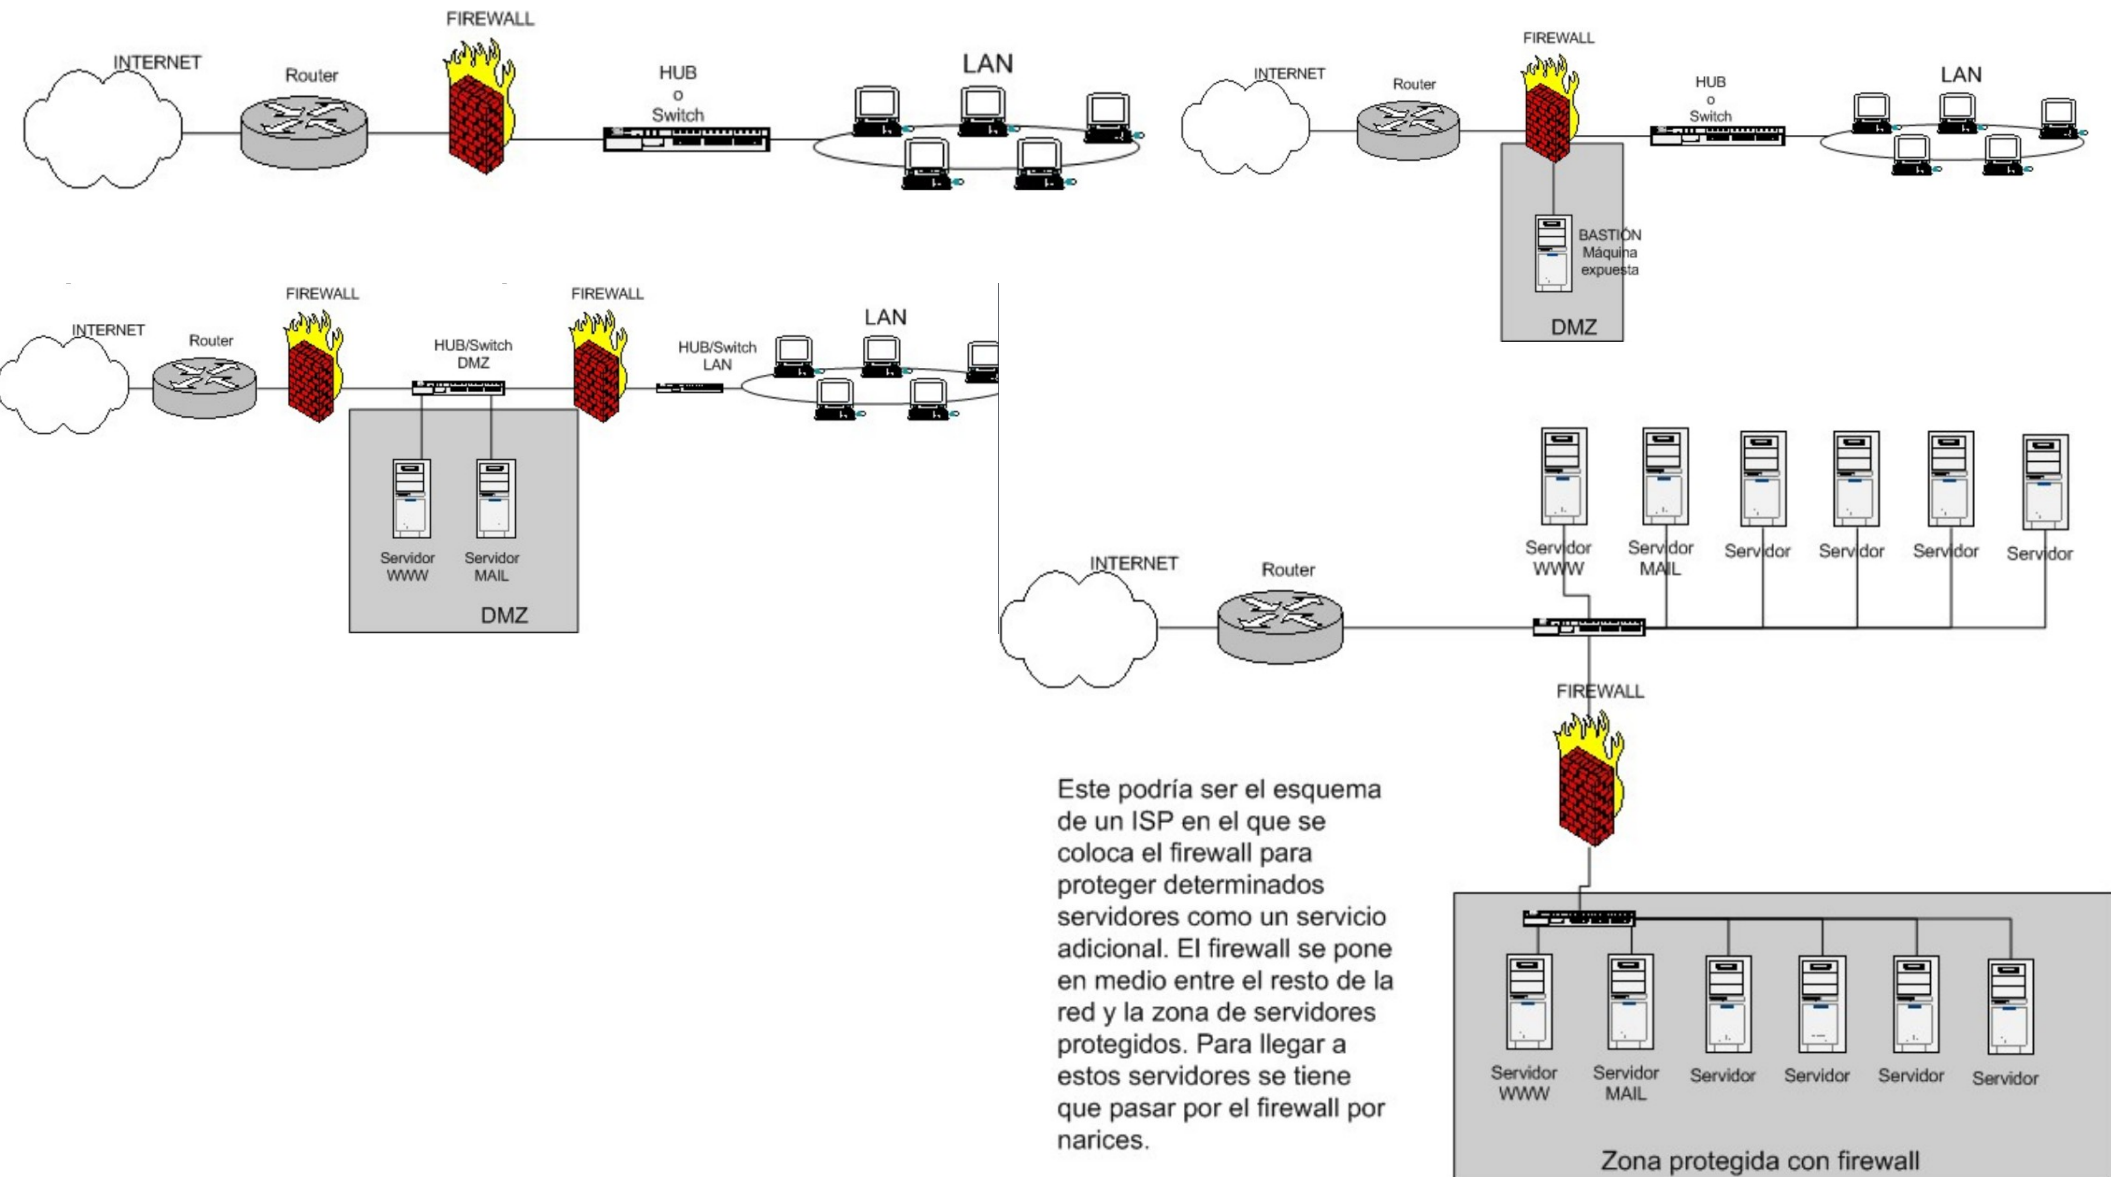 FIREWALL
INTERNET
Router
HUB
o
Switch
LAN
FIREWALL
INTERNET
Router
HUB
o
Switch
LAN
BASTIÓN
Máquina
expuesta
DMZ
FIREWALL
FIREWALL
INTERNET
Router
HUB/Switch
DMZ
HUB/Switch
LAN
LAN
Servidor
WWW
Servidor
MAIL
DMZ
INTERNET
Router
Servidor
WWW
Servidor
MAIL
Servidor
Servidor
Servidor
Servidor
FIREWALL
Este podría ser el esquema
de un ISP en el que se
coloca el firewall para
proteger determinados
servidores como un servicio
adicional. El firewall se pone
en medio entre el resto de la
red y la zona de servidores
protegidos. Para llegar a
estos servidores se tiene
que pasar por el firewall por
narices.
Servidor
WWW
Servidor
MAIL
Servidor
Servidor
Servidor
Servidor
Zona protegida con firewall